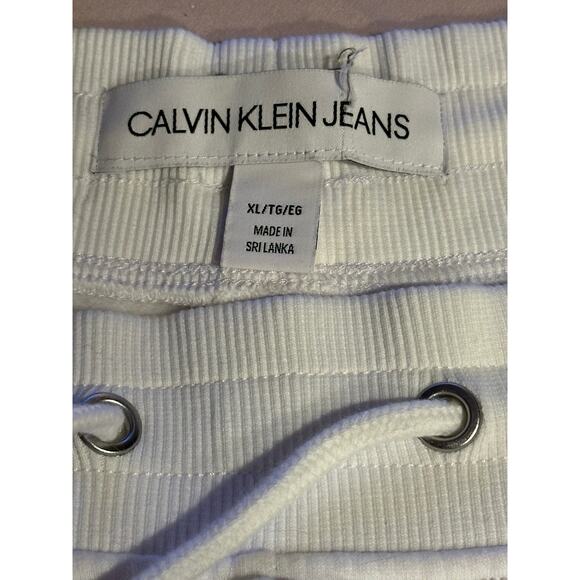 CALVIN KLEIN JEANS
XL/TG/EG
MADE IN
SRI LANKA